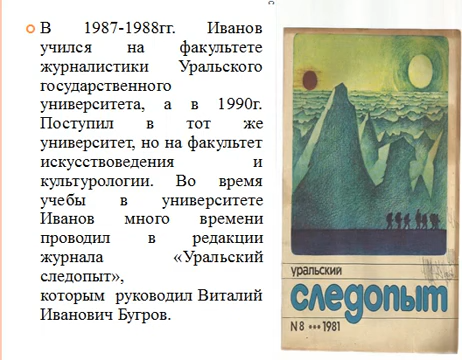 В 1987-1988гг. Иванов
учился на факультете
журналистики Уральского
государственного
университета, а в 1990г.
Поступил в тот же
университет, но на факультет
искусствоведения и
культурологии. Во время
учебы в университете
Иванов много времени
проводил в редакции
журнала «Уральский
следопыт»,
которым руководил Виталий
Иванович Бугров.
уральский
следопыт
N 8 ••• 1981